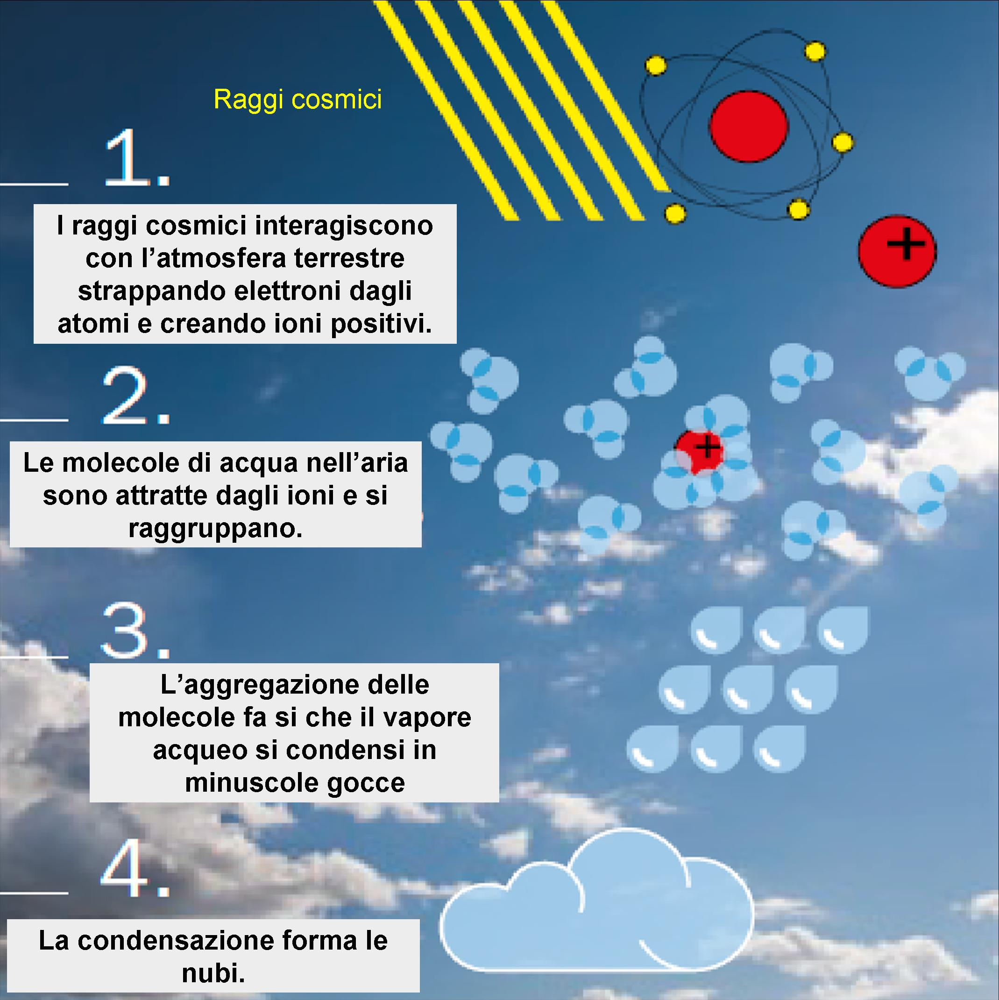 Raggi cosmici
1.
I raggi cosmici interagiscono
con l’atmosfera terrestre
strappando elettroni dagli
atomi e creando ioni positivi.
+
2.
+
Le molecole di acqua nell’aria
sono attratte dagli ioni e si
raggruppano.
3.
L’aggregazione delle
molecole fa si che il vapore
acqueo si condensi in
minuscole gocce
4.
La condensazione forma le
nubi.